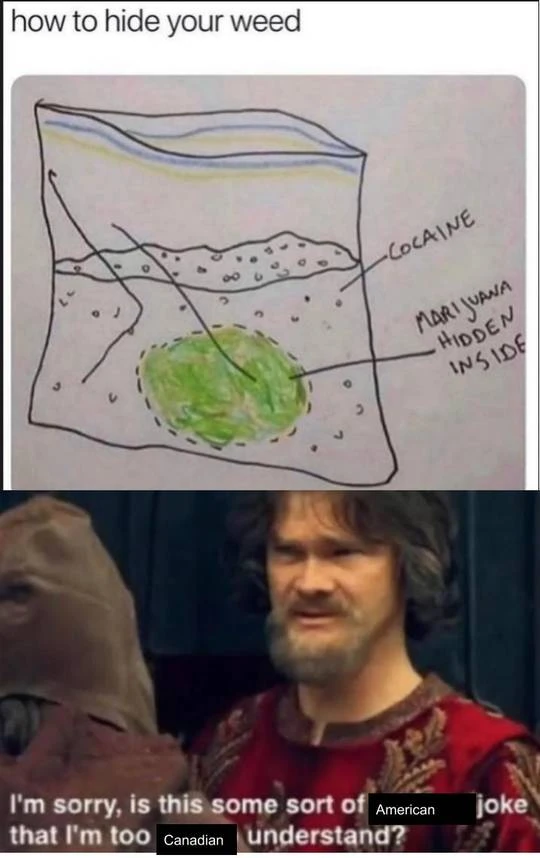 how to hide your weed
COCAINE
MARIJUANA
HIDDEN
INSIDE
I'm sorry, is this some sort of American joke
that I'm too Canadian understand?